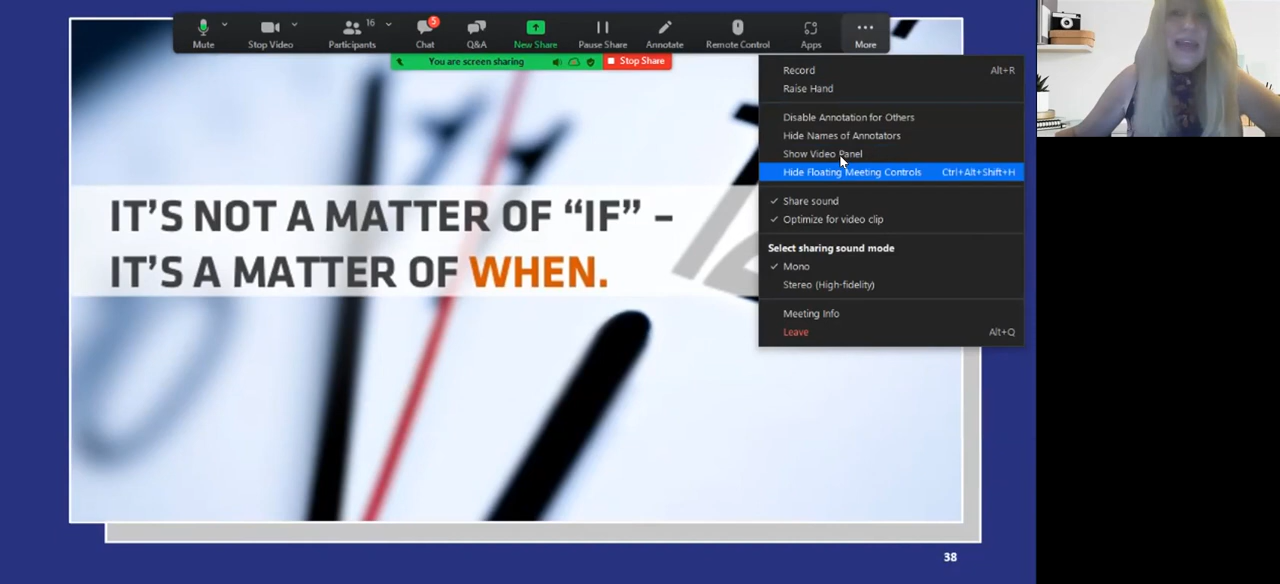 16
5
Mute
Stop Video
Participants
Chat
Q&A
New Share
Pause Share
Annotate
Remote Control
Apps
More
You are screen sharing
Stop Share
Record Alt+R
Raise Hand
Disable Annotation for Others
Hide Names of Annotators
Show Video Panel
Hide Floating Meeting Controls Ctrl+Alt+Shift+H
Share sound
Optimize for video clip
Select sharing sound mode
Mono
Stereo (High-fidelity)
Meeting Info
Leave Alt+Q
IT’S NOT A MATTER OF “IF” –
IT’S A MATTER OF WHEN.
38